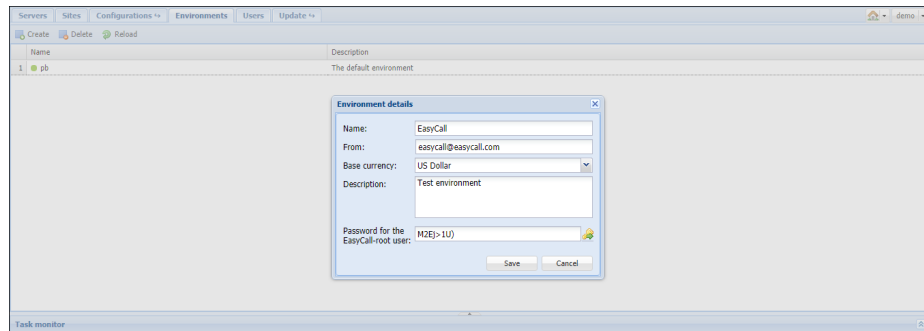 Servers Sites Configurations Environments Users Update demo
Create Delete Reload
Name Description
1 pb The default environment
Environment details
Name: EasyCall
From: easycall@easycall.com
Base currency: US Dollar
Description: Test environment
Password for the
EasyCall-root user: M2Ej>1U)
Save Cancel
Task monitor